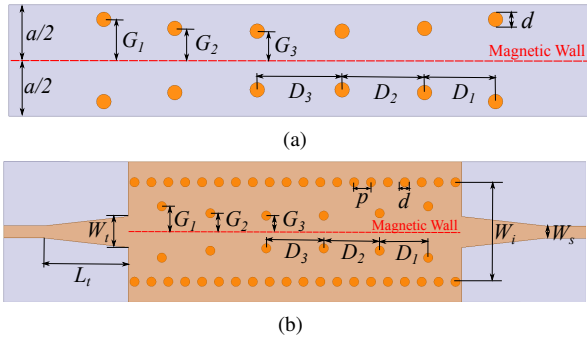 a/2
G1 G2 G3 d
Magnetic Wall
a/2
D3 D2 D1
(a)
p d
Wt G1 G2 G3 Wi Ws
Magnetic Wall
D3 D2 D1
Lt
(b)